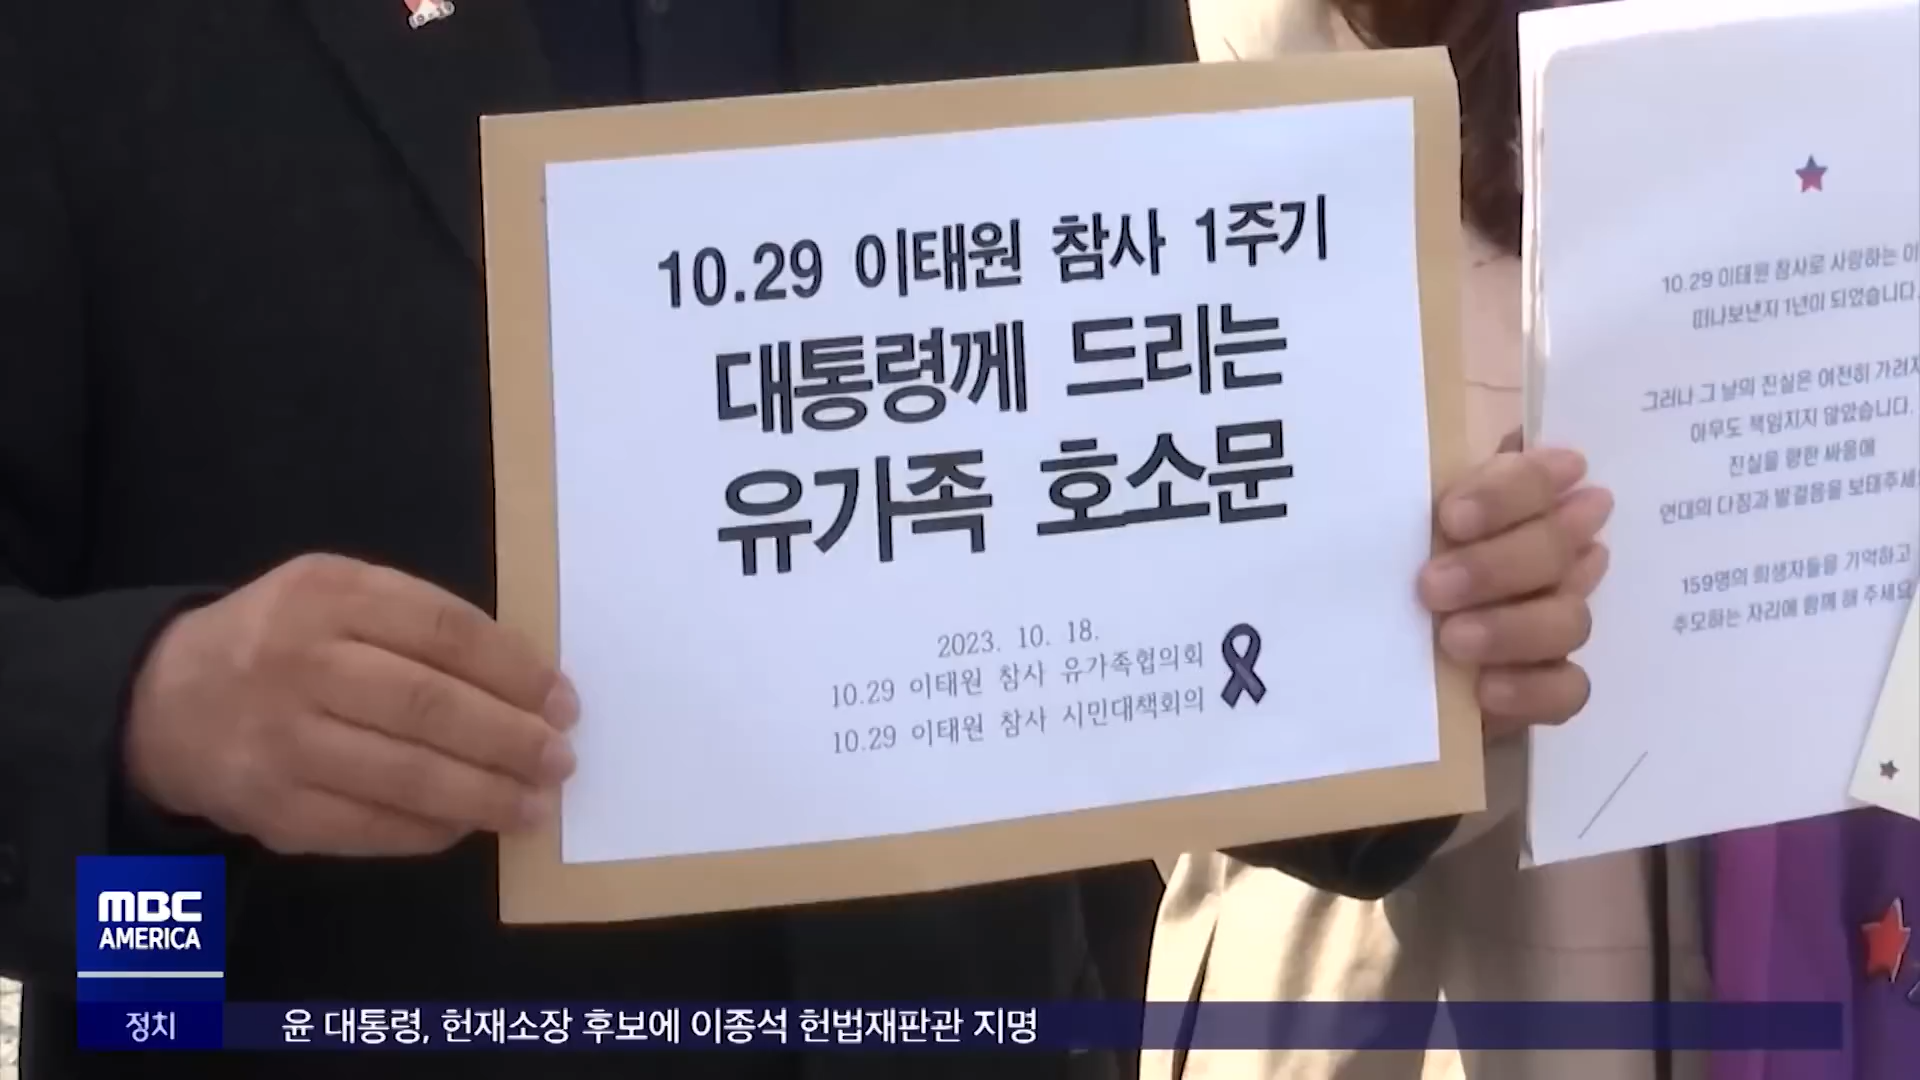 10.29 이태원 참사 1주기
대통령께 드리는
유가족 호소문
2023. 10. 18.
10.29 이태원 참사 유가족협의회
10.29 이태원 참사 시민대책회의
10.29 이태원 참사로 사랑하는 이
떠나보낸지 1년이 되었습니다.
그러나 그 날의 진실은 여전히 가려지
아무도 책임지지 않았습니다.
진실을 향한 싸움에
연대의 다짐과 발걸음을 보태주세요
159명의 희생자들을 기억하고
추모하는 자리에 함께 해 주세요
MBC
AMERICA
정치
윤 대통령, 헌재소장 후보에 이종석 헌법재판관 지명